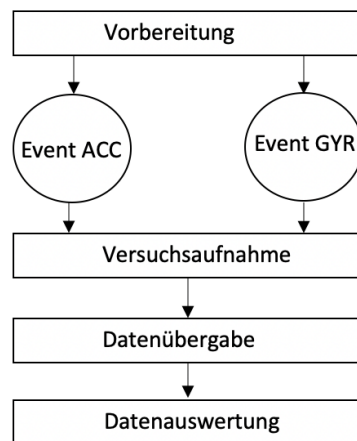 Vorbereitung
Event ACC
Event GYR
Versuchsaufnahme
Datenübergabe
Datenauswertung